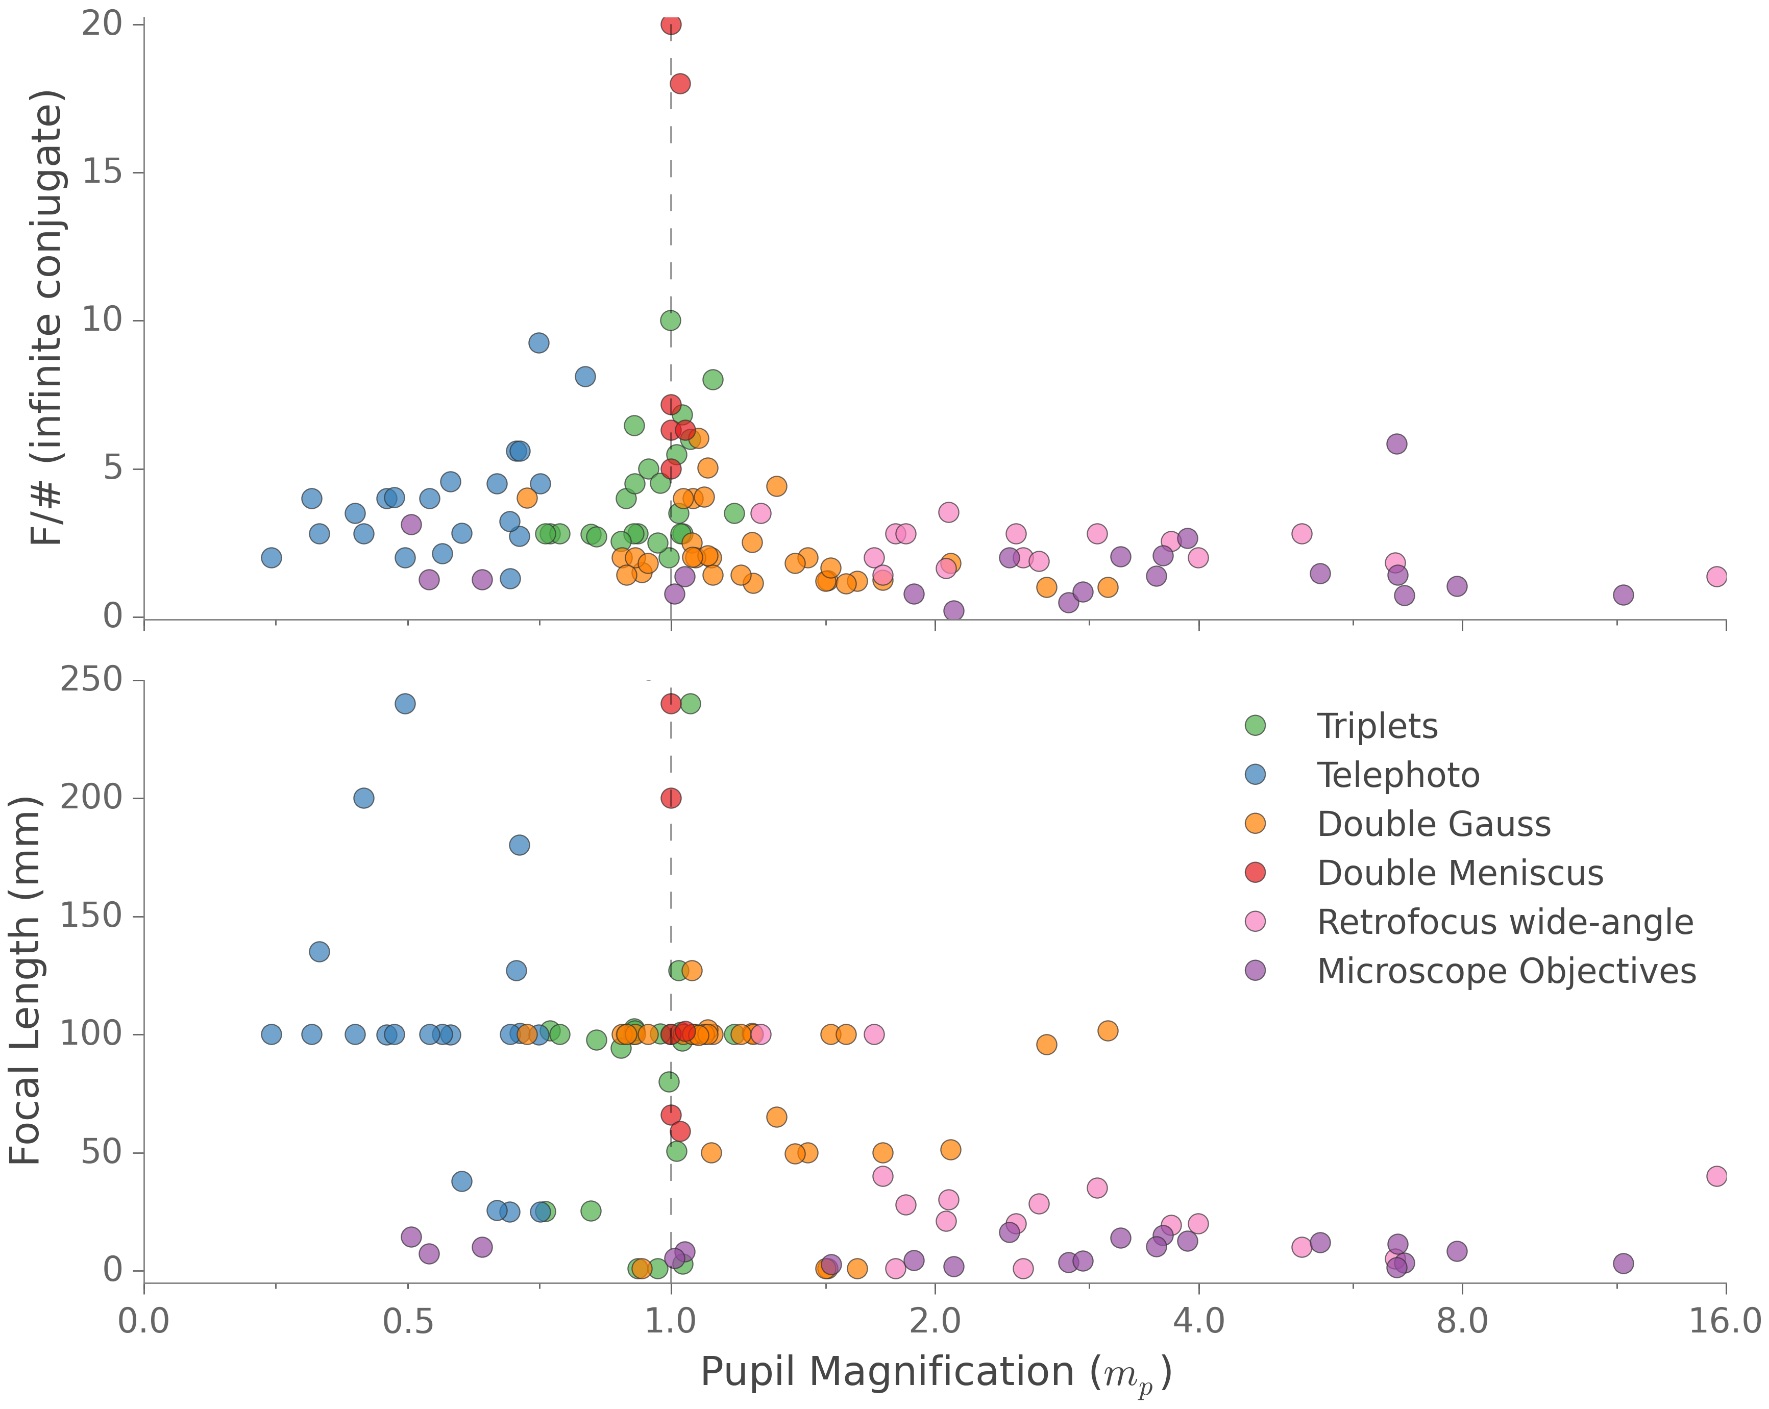 20
15
10
5
0
F/# (infinite conjugate)
250
200
150
100
50
0
Focal Length (mm)
Triplets
Telephoto
Double Gauss
Double Meniscus
Retrofocus wide-angle
Microscope Objectives
0.0 0.5 1.0 2.0 4.0 8.0 16.0
Pupil Magnification (m_p)